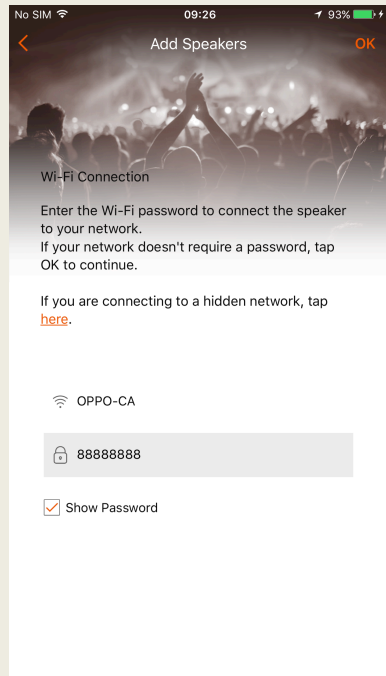 No SIM 09:26 93%
Add Speakers OK
Wi-Fi Connection
Enter the Wi-Fi password to connect the speaker
to your network.
If your network doesn't require a password, tap
OK to continue.
If you are connecting to a hidden network, tap
here.
OPPO-CA
88888888
Show Password